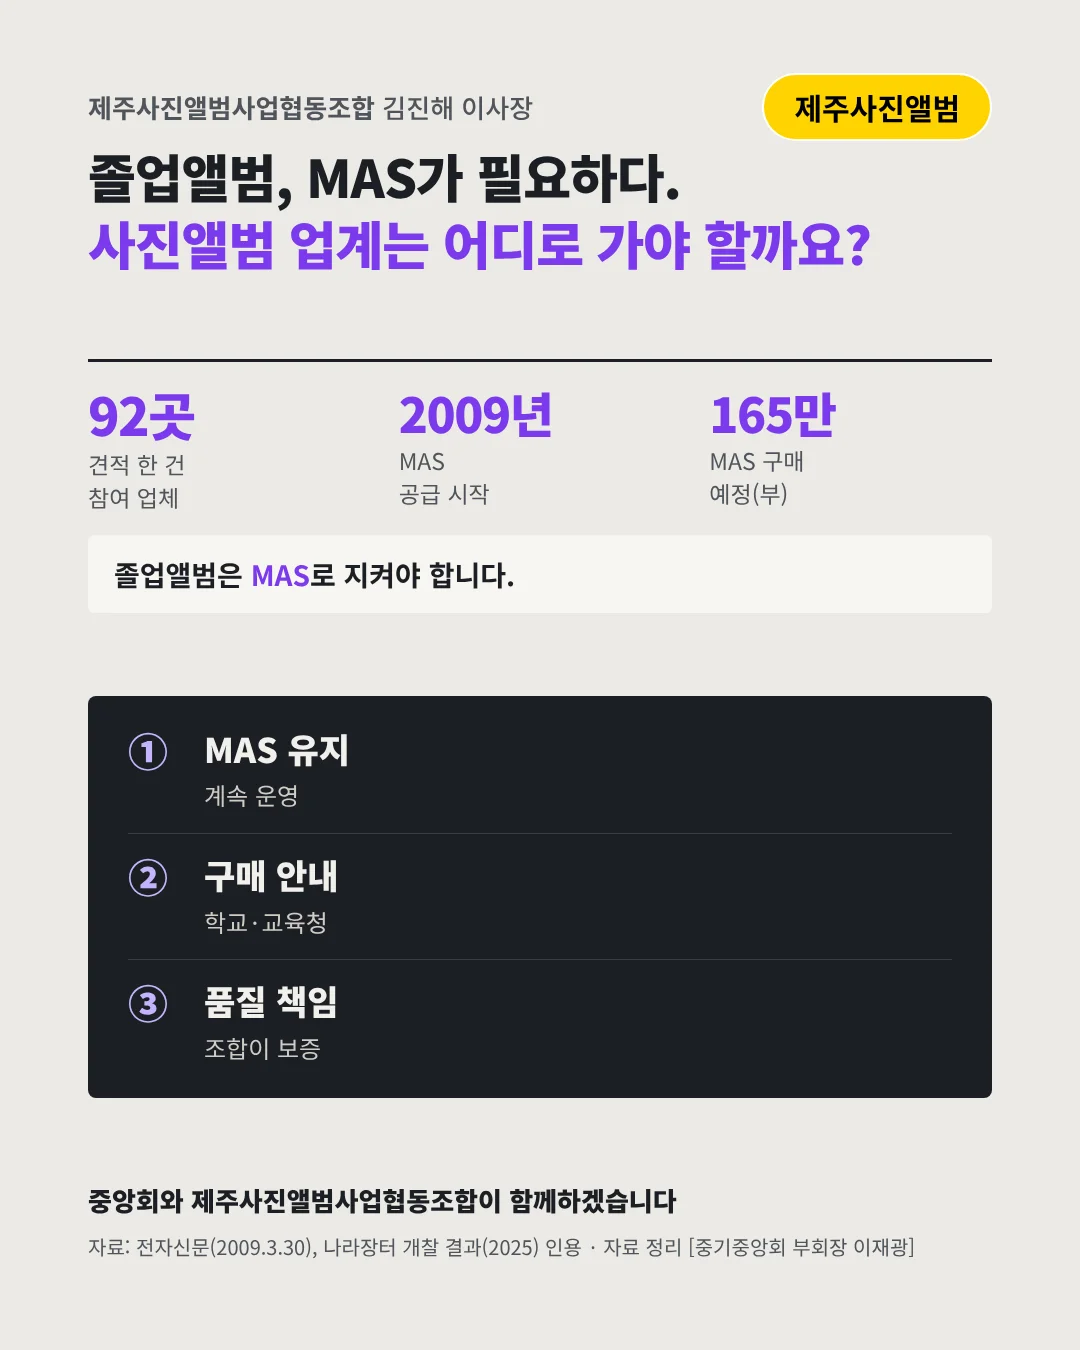 제주사진앨범사업협동조합 김진해 이사장
제주사진앨범
졸업앨범, MAS가 필요하다.
사진앨범 업계는 어디로 가야 할까요?
92곳
견적 한 건
참여 업체
2009년
MAS
공급 시작
165만
MAS 구매
예정(부)
졸업앨범은 MAS로 지켜야 합니다.
① MAS 유지
계속 운영
② 구매 안내
학교·교육청
③ 품질 책임
조합이 보증
중앙회와 제주사진앨범사업협동조합이 함께하겠습니다
자료: 전자신문(2009.3.30), 나라장터 개찰 결과(2025) 인용 · 자료 정리 [중기중앙회 부회장 이재광]